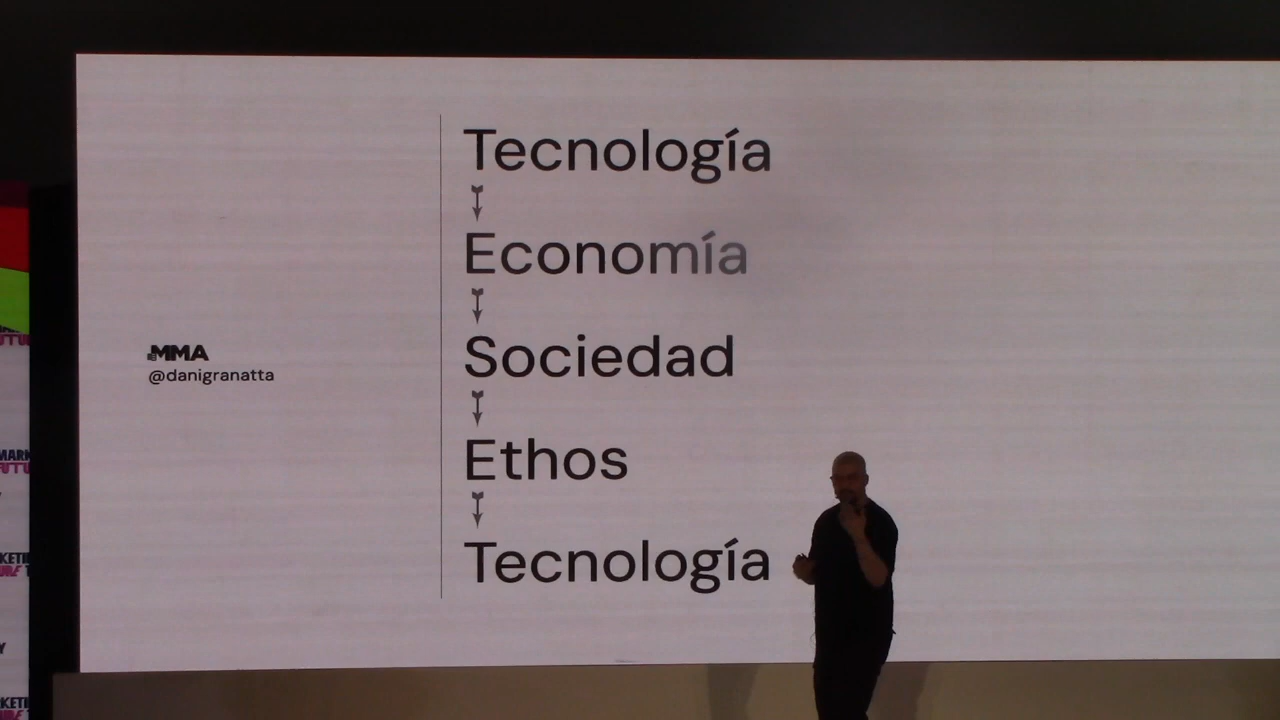 Tecnología
Economía
Sociedad
Ethos
Tecnología
MMA
@danigranatta